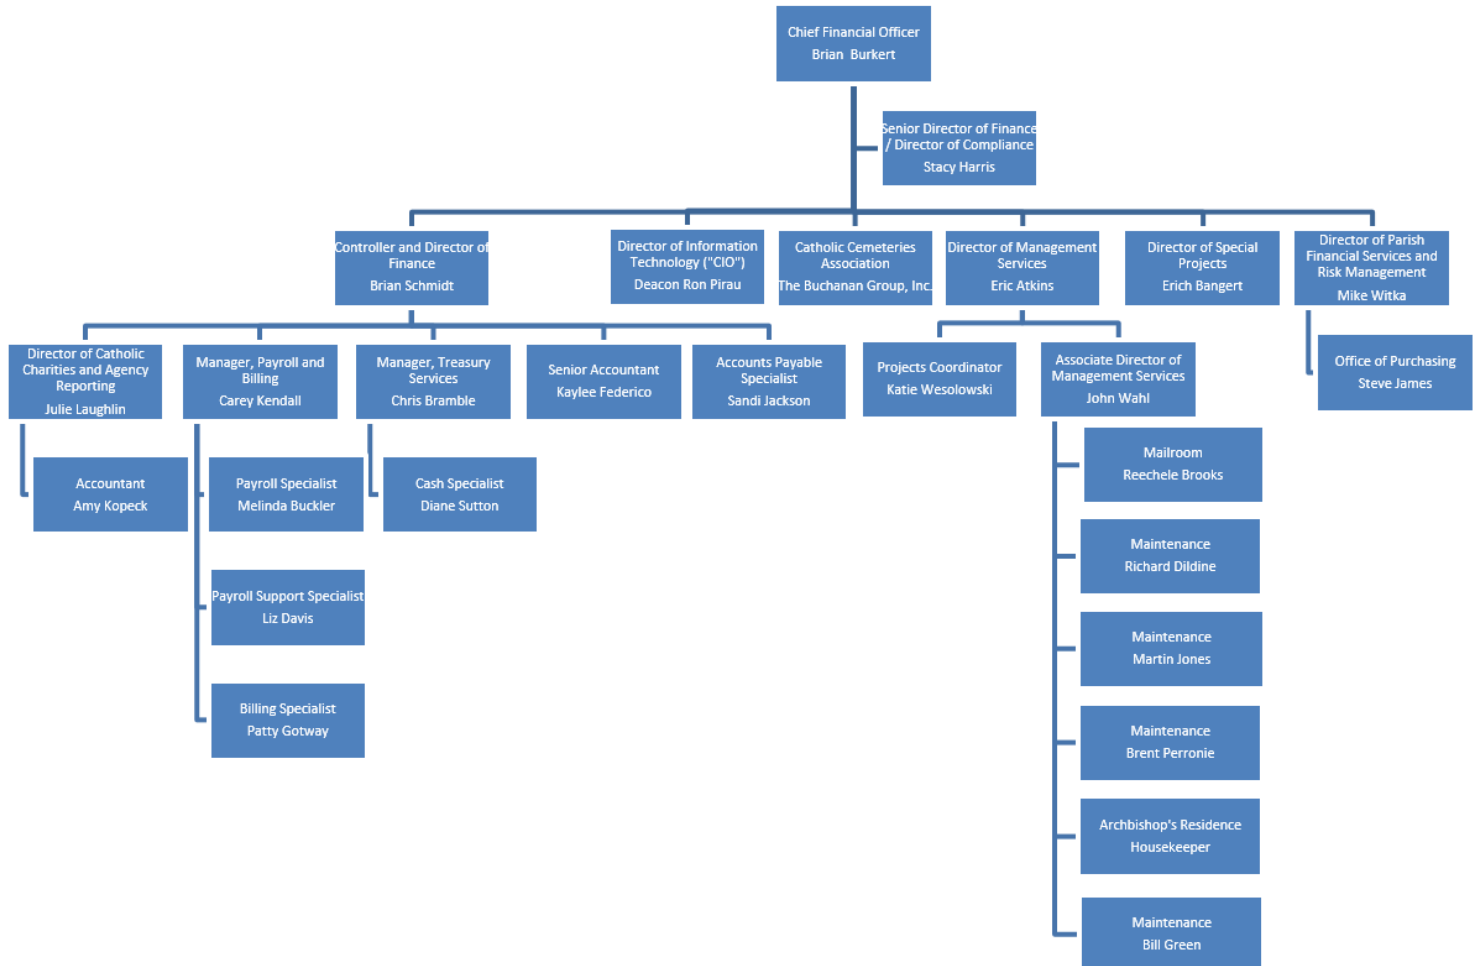 Chief Financial Officer
Brian Burkert
Senior Director of Finance
/ Director of Compliance
Stacy Harris
Controller and Director of
Finance
Brian Schmidt
Director of Information
Technology ("CIO")
Deacon Ron Pirau
Catholic Cemeteries
Association
The Buchanan Group, Inc.
Director of Management
Services
Eric Atkins
Director of Special
Projects
Erich Bangert
Director of Parish
Financial Services and
Risk Management
Mike Witka
Director of Catholic
Charities and Agency
Reporting
Julie Laughlin
Manager, Payroll and
Billing
Carey Kendall
Manager, Treasury
Services
Chris Bramble
Senior Accountant
Kaylee Federico
Accounts Payable
Specialist
Sandi Jackson
Projects Coordinator
Katie Wesolowski
Associate Director of
Management Services
John Wahl
Office of Purchasing
Steve James
Accountant
Amy Kopeck
Payroll Specialist
Melinda Buckler
Cash Specialist
Diane Sutton
Payroll Support Specialist
Liz Davis
Billing Specialist
Patty Gotway
Mailroom
Reechele Brooks
Maintenance
Richard Dildine
Maintenance
Martin Jones
Maintenance
Brent Perronie
Archbishop's Residence
Housekeeper
Maintenance
Bill Green